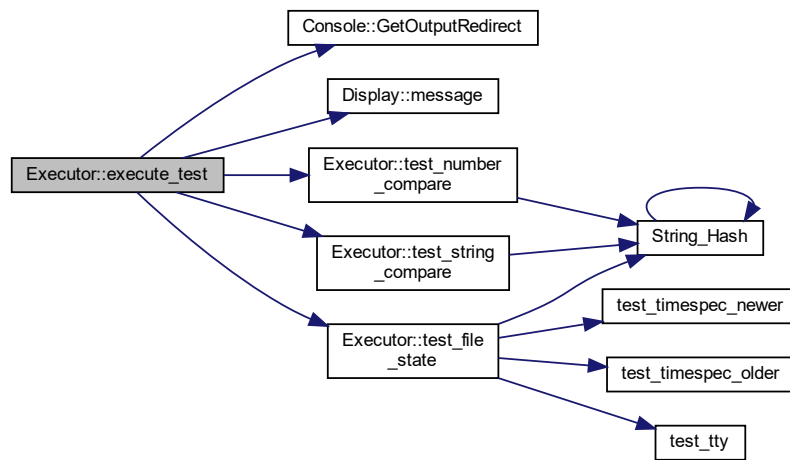 Console::GetOutputRedirect
Display::message
Executor::execute_test
Executor::test_number
_compare
String_Hash
Executor::test_string
_compare
test_timespec_newer
Executor::test_file
_state
test_timespec_older
test_tty